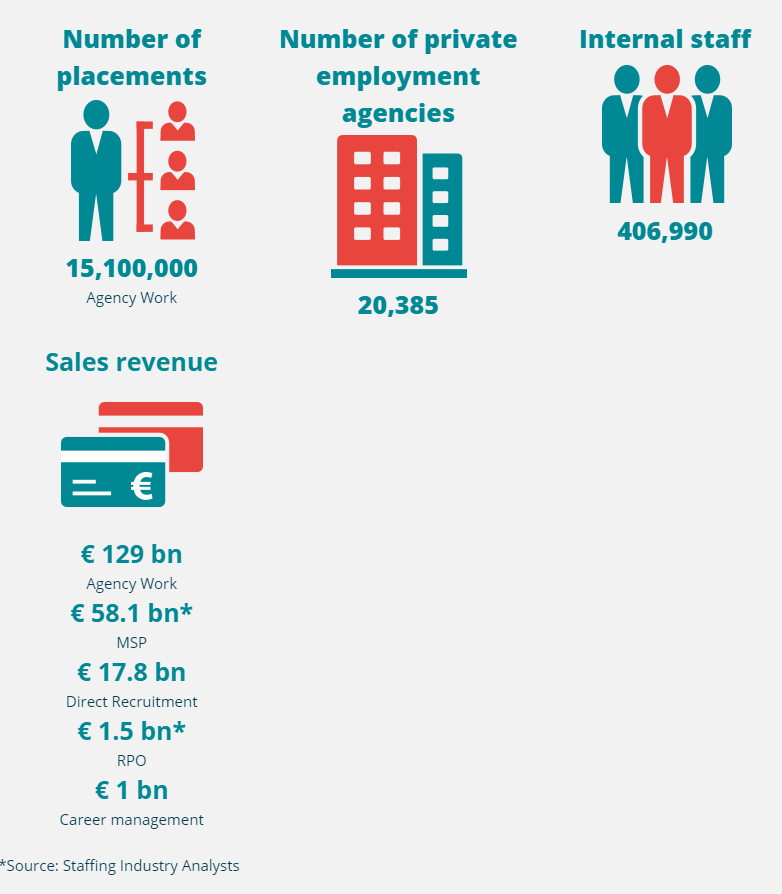 Number of
placements
15,100,000
Agency Work
Number of private
employment
agencies
20,385
Internal staff
406,990
Sales revenue
€
€ 129 bn
Agency Work
€ 58.1 bn*
MSP
€ 17.8 bn
Direct Recruitment
€ 1.5 bn*
RPO
€ 1 bn
Career management
*Source: Staffing Industry Analysts